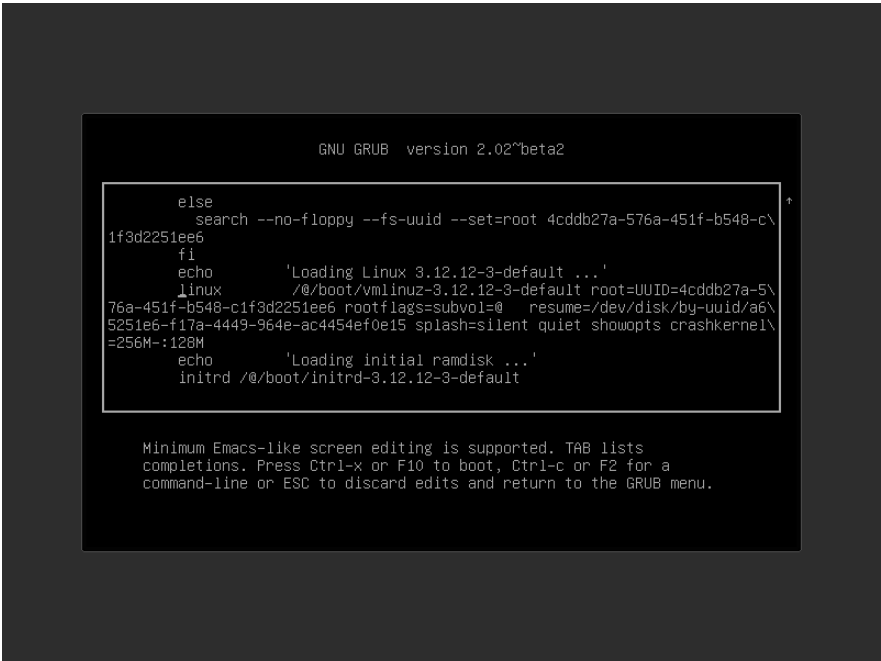 GNU GRUB  version 2.02~beta2
else
search --no-floppy --fs-uuid --set=root 4cddb27a-576a-451f-b548-c\
1f3d2251ee6
fi
echo        'Loading Linux 3.12.12-3-default ...'
linux        /@/boot/vmlinuz-3.12.12-3-default root=UUID=4cddb27a-5\
76a-451f-b548-c1f3d2251ee6 rootflags=subvol=@   resume=/dev/disk/by-uuid/a6\
5251e6-f17a-4449-964e-ac4454ef0e15 splash=silent quiet showopts crashkernel\
=256M-:128M
echo        'Loading initial ramdisk ...'
initrd /@/boot/initrd-3.12.12-3-default
Minimum Emacs-like screen editing is supported. TAB lists
completions. Press Ctrl-x or F10 to boot, Ctrl-c or F2 for a
command-line or ESC to discard edits and return to the GRUB menu.